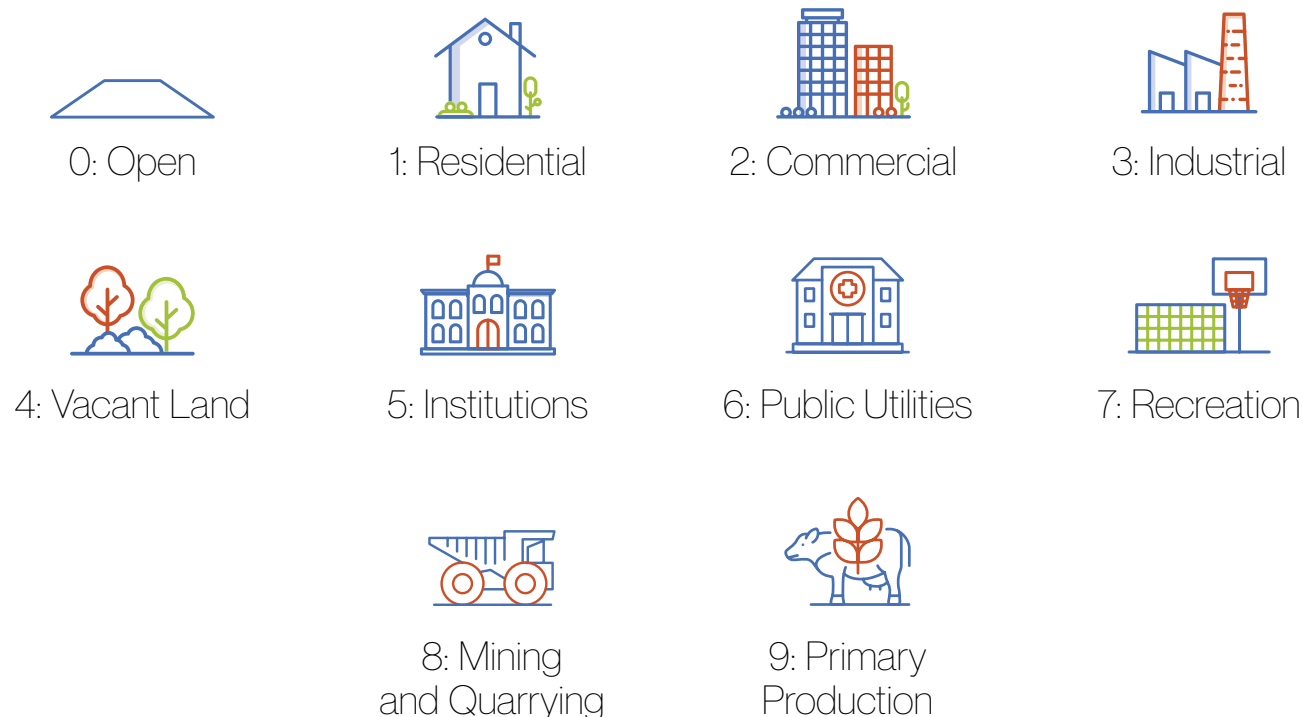 0: Open
1: Residential
2: Commercial
3: Industrial
4: Vacant Land
5: Institutions
6: Public Utilities
7: Recreation
8: Mining
and Quarrying
9: Primary
Production